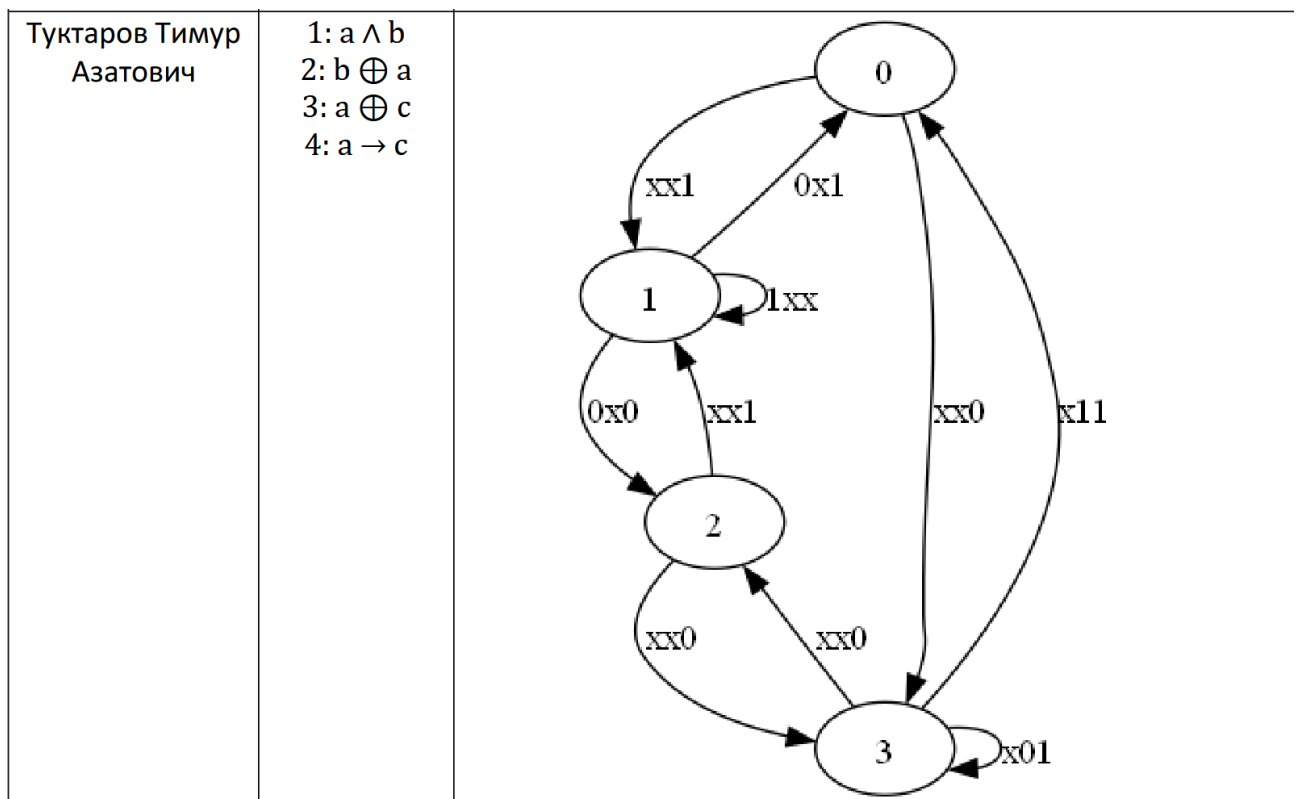 Туктаров Тимур
Азатович
1: a ∧ b
2: b ⊕ a
3: a ⊕ c
4: a → c
0
xx1
0x1
1
1xx
0x0
xx1
xx0
x11
2
xx0
xx0
3
x01